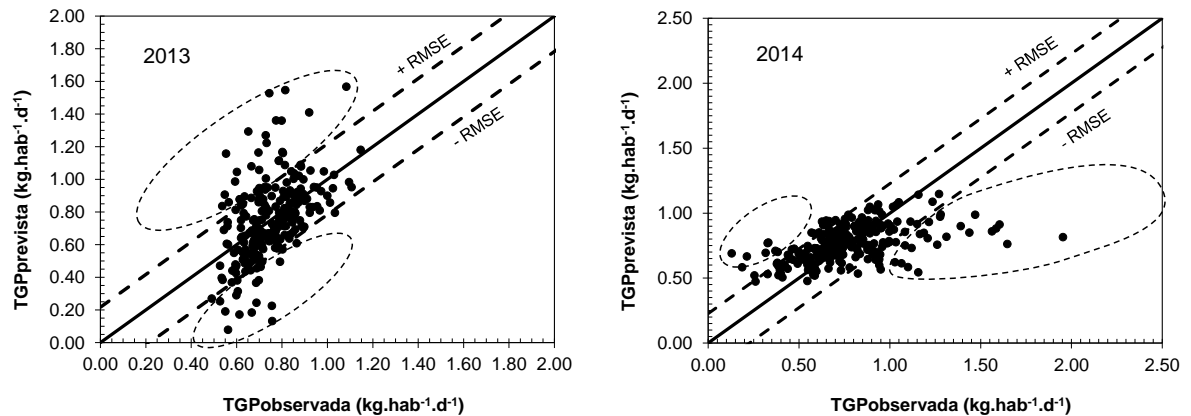 2.00
1.80
1.60
1.40
1.20
1.00
0.80
0.60
0.40
0.20
0.00
TGPprevista (kg.hab⁻¹.d⁻¹)
2013
+ RMSE
- RMSE
0.00 0.20 0.40 0.60 0.80 1.00 1.20 1.40 1.60 1.80 2.00
TGPobservada (kg.hab⁻¹.d⁻¹)
2.50
2.00
1.50
1.00
0.50
0.00
TGPprevista (kg.hab⁻¹.d⁻¹)
2014
+ RMSE
- RMSE
0.00 0.50 1.00 1.50 2.00 2.50
TGPobservada (kg.hab⁻¹.d⁻¹)